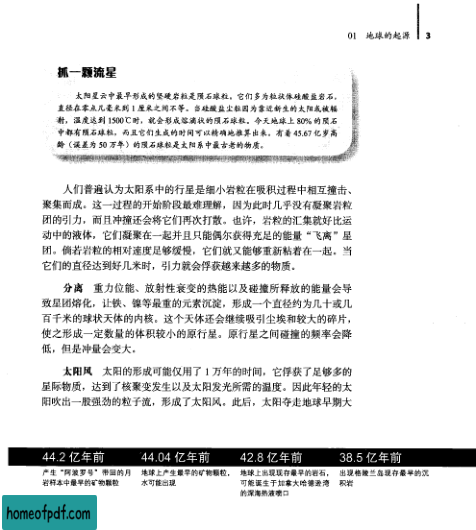 01 地球的起源 3
抓一颗流星
太阳星云中最早形成的坚硬岩粒是陨石球粒，它们多为粒状体硅酸盐岩石，
直径在零点几毫米到 1 厘米之间不等。当硅酸盐尘粒因为靠近新生的太阳或被辐
射，温度达到 1500℃时，就会形成熔滴状的陨石球粒。今天地球上 80% 的陨石
中都有陨石球粒，而且它们生成的时间可以精确地推算出来。有着 45.67 亿岁高
龄（误差为 50 万年）的陨石球粒是太阳系中最古老的物质。
人们普遍认为太阳系中的行星是细小岩粒在吸积过程中相互撞击、
聚集而成。这一过程的开始阶段最难理解，因为此时几乎没有凝聚岩粒
团的引力，而且冲撞还会将它们再次打散。也许，岩粒的汇集就好比运
动中的液体，它们凝聚在一起并且只能偶尔获得充足的能量“飞离”星
团。倘若岩粒的相对速度足够缓慢，它们就又能够重新粘着在一起。当
它们的直径达到好几米时，引力就会俘获越来越多的物质。
分离 重力位能、放射性衰变的热能以及碰撞所释放的能量会导
致星团熔化，让铁、镍等最重的元素沉淀，形成一个直径约为几十或几
百千米的球状天体的内核。这个天体还会继续吸引尘埃和较大的碎片，
使之形成一定数量的体积较小的原行星。原行星之间碰撞的频率会降
低，但是冲量会变大。
太阳风 太阳的形成可能仅用了 1 万年的时间，它俘获了足够多的
星际物质，达到了核聚变发生以及太阳发光所需的温度。因此年轻的太
阳吹出一股强劲的粒子流，形成了太阳风。此后，太阳夺走地球早期大
44.2 亿年前 44.04 亿年前 42.8 亿年前 38.5 亿年前
产生“阿波罗号”带回的月 地球上产生最早的矿物颗粒， 地球上出现现存最早的岩石， 出现格陵兰岛现存最早的沉
岩样本中最早的矿物颗粒 水可能出现 可能诞生于加拿大哈德逊湾 积岩
的深海热液喷口
homeofpdf.com